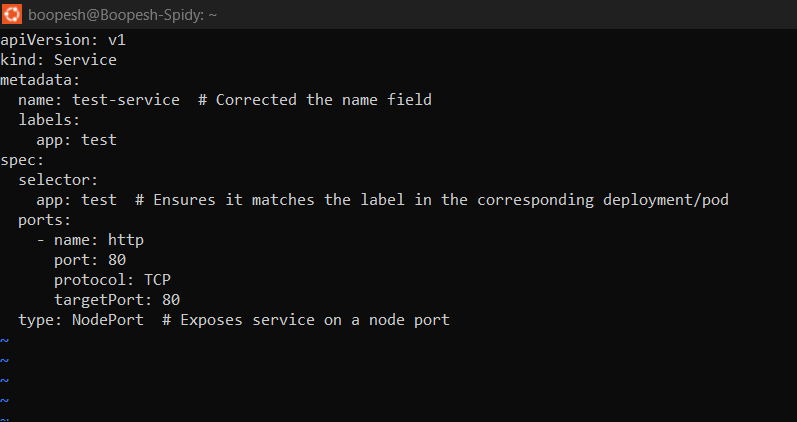 boopesh@Boopesh-Spidy: ~
apiVersion: v1
kind: Service
metadata:
  name: test-service  # Corrected the name field
  labels:
    app: test
spec:
  selector:
    app: test  # Ensures it matches the label in the corresponding deployment/pod
  ports:
    - name: http
      port: 80
      protocol: TCP
      targetPort: 80
  type: NodePort  # Exposes service on a node port
~
~
~
~
~